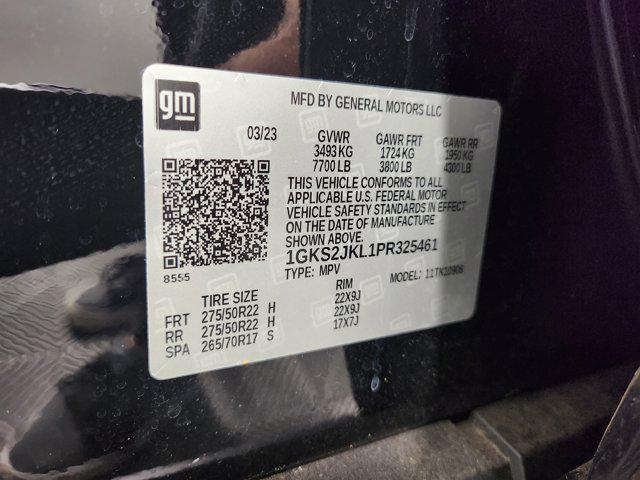 gm
MFD BY GENERAL MOTORS LLC
03/23 GVWR GAWR FRT GAWR RR
3493 KG 1724 KG 1950 KG
7700 LB 3800 LB 4300 LB
THIS VEHICLE CONFORMS TO ALL
APPLICABLE U.S. FEDERAL MOTOR
VEHICLE SAFETY STANDARDS IN EFFECT
ON THE DATE OF MANUFACTURE
SHOWN ABOVE.
1GKS2JKL1PR325461
8555 TYPE: MPV MODEL: 11TK10906
TIRE SIZE RIM
FRT 275/50R22 H 22X9J
RR 275/50R22 H 22X9J
SPA 265/70R17 S 17X7J